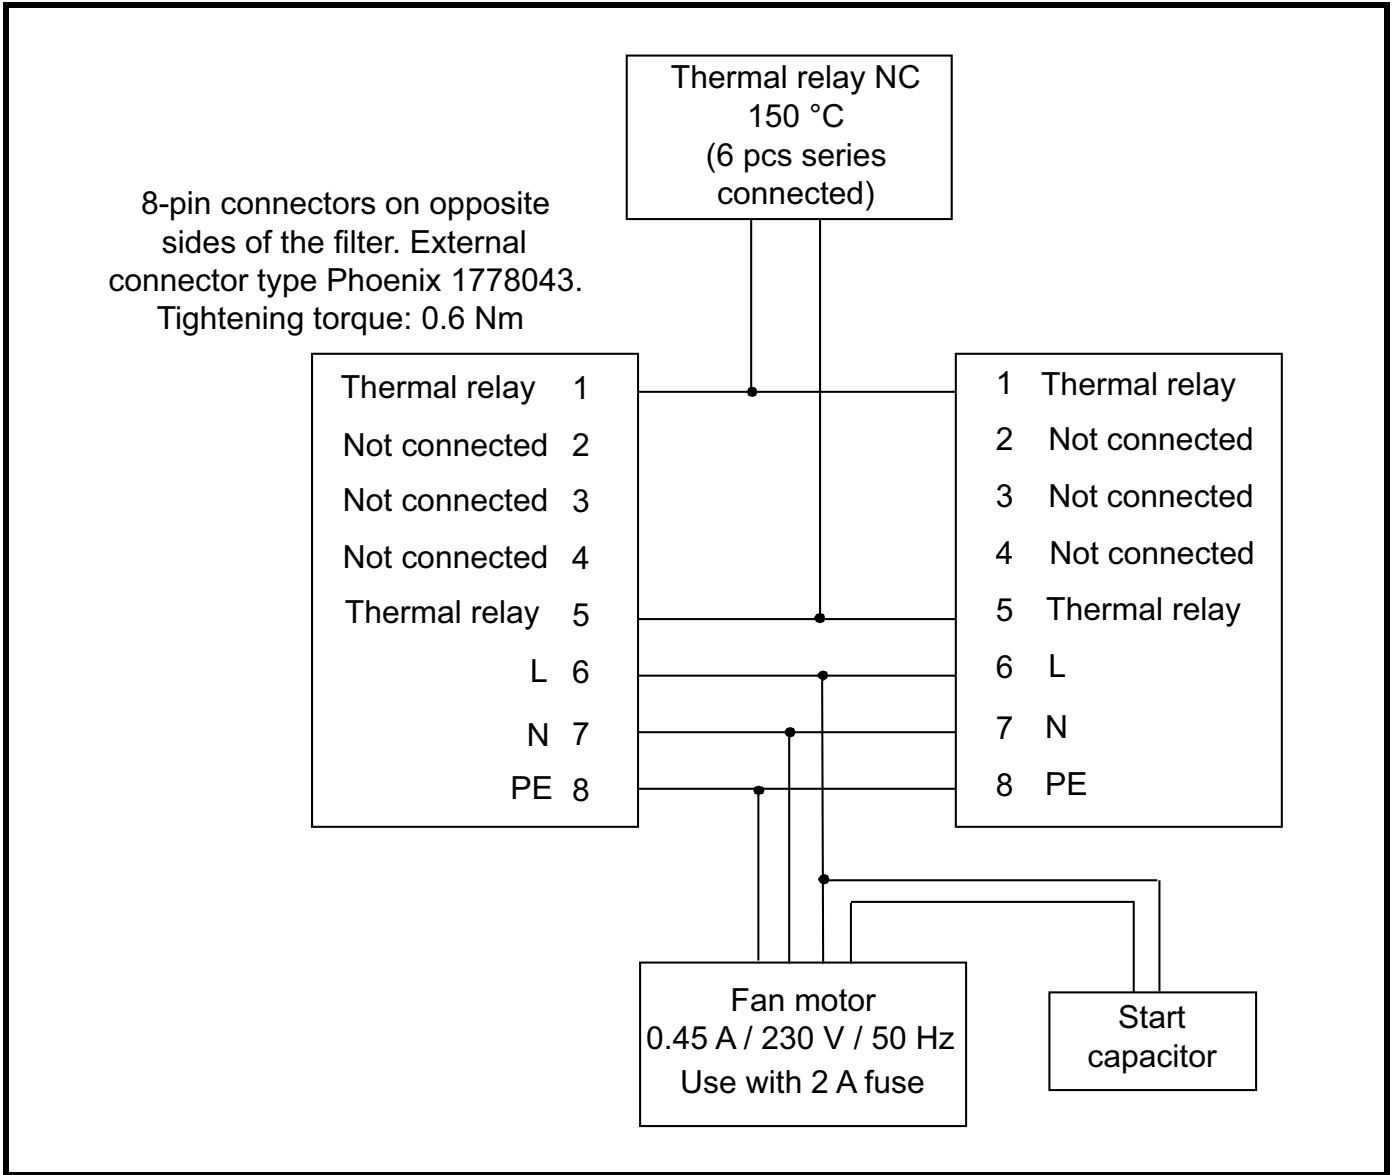 Thermal relay NC
150 °C
(6 pcs series
connected)
8-pin connectors on opposite
sides of the filter. External
connector type Phoenix 1778043.
Tightening torque: 0.6 Nm
Thermal relay 1
Not connected 2
Not connected 3
Not connected 4
Thermal relay 5
L 6
N 7
PE 8
1 Thermal relay
2 Not connected
3 Not connected
4 Not connected
5 Thermal relay
6 L
7 N
8 PE
Fan motor
0.45 A / 230 V / 50 Hz
Use with 2 A fuse
Start
capacitor